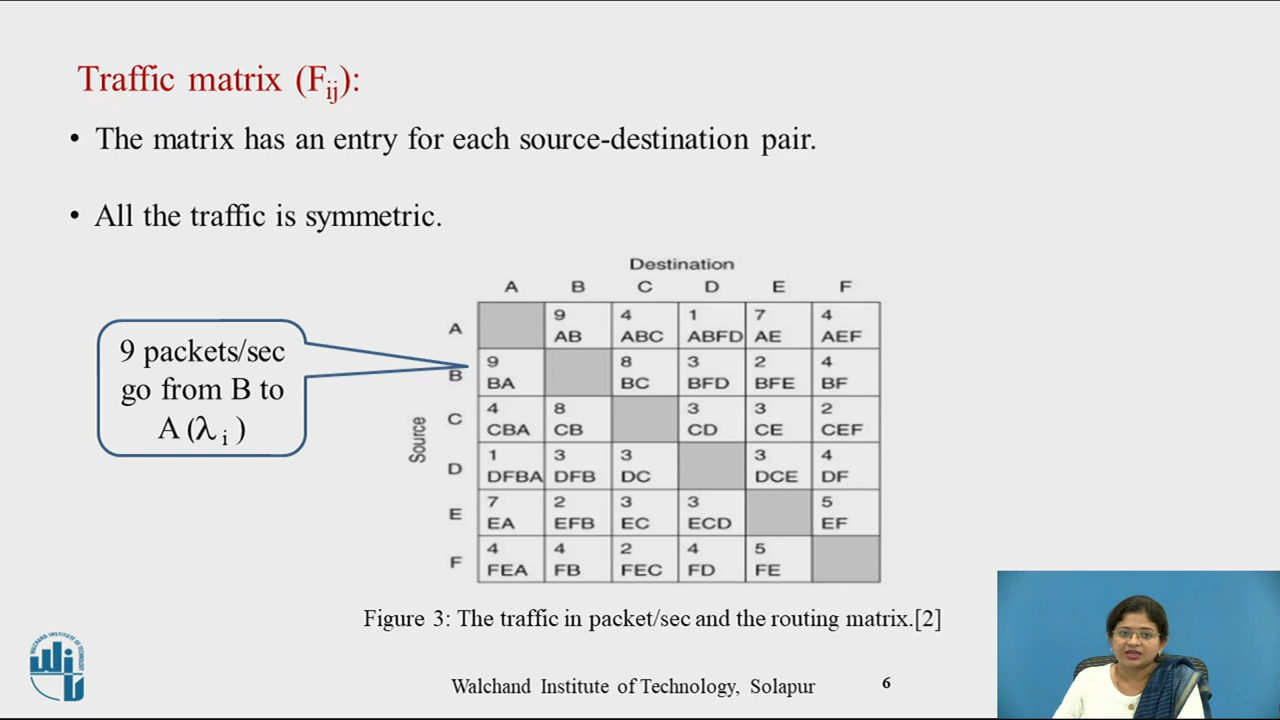 Traffic matrix (Fij):
• The matrix has an entry for each source-destination pair.
• All the traffic is symmetric.
9 packets/sec
go from B to
A (λ i )
Destination
A B C D E F
Source
A
9 4 1 7 4
AB ABC ABFD AE AEF
B
9 8 3 2 4
BA BC BFD BFE BF
C
4 8 3 3 2
CBA CB CD CE CEF
D
1 3 3 3 4
DFBA DFB DC DCE DF
E
7 2 3 3 5
EA EFB EC ECD EF
F
4 4 2 4 5
FEA FB FEC FD FE
Figure 3: The traffic in packet/sec and the routing matrix.[2]
WALCHAND INSTITUTE OF TECHNOLOGY
WIT
Walchand Institute of Technology, Solapur
6